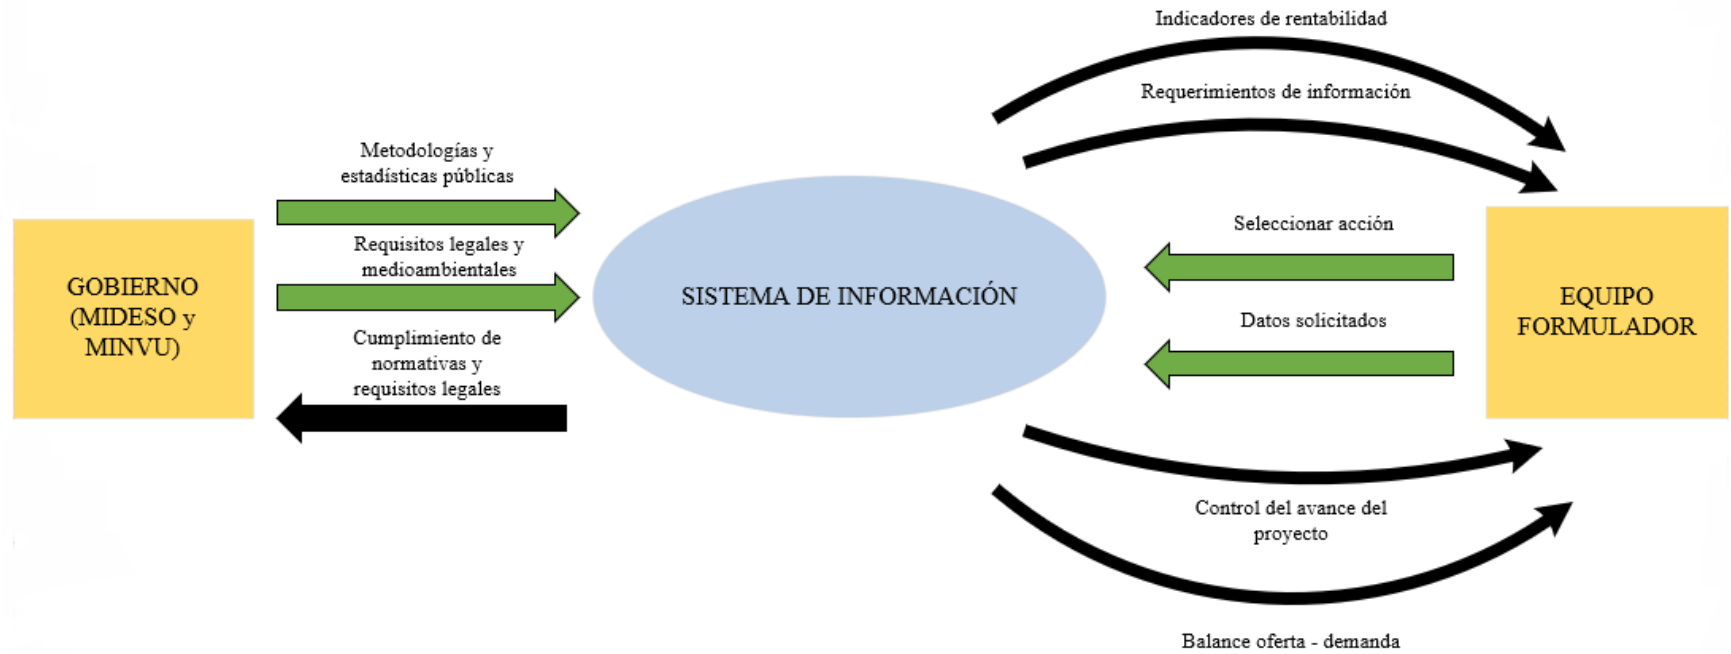 Indicadores de rentabilidad
Requerimientos de información
Metodologías y
estadísticas públicas
Requisitos legales y
medioambientales
Cumplimiento de
normativas y
requisitos legales
GOBIERNO
(MIDESO y
MINVU)
SISTEMA DE INFORMACIÓN
Seleccionar acción
Datos solicitados
EQUIPO
FORMULADOR
Control del avance del
proyecto
Balance oferta - demanda